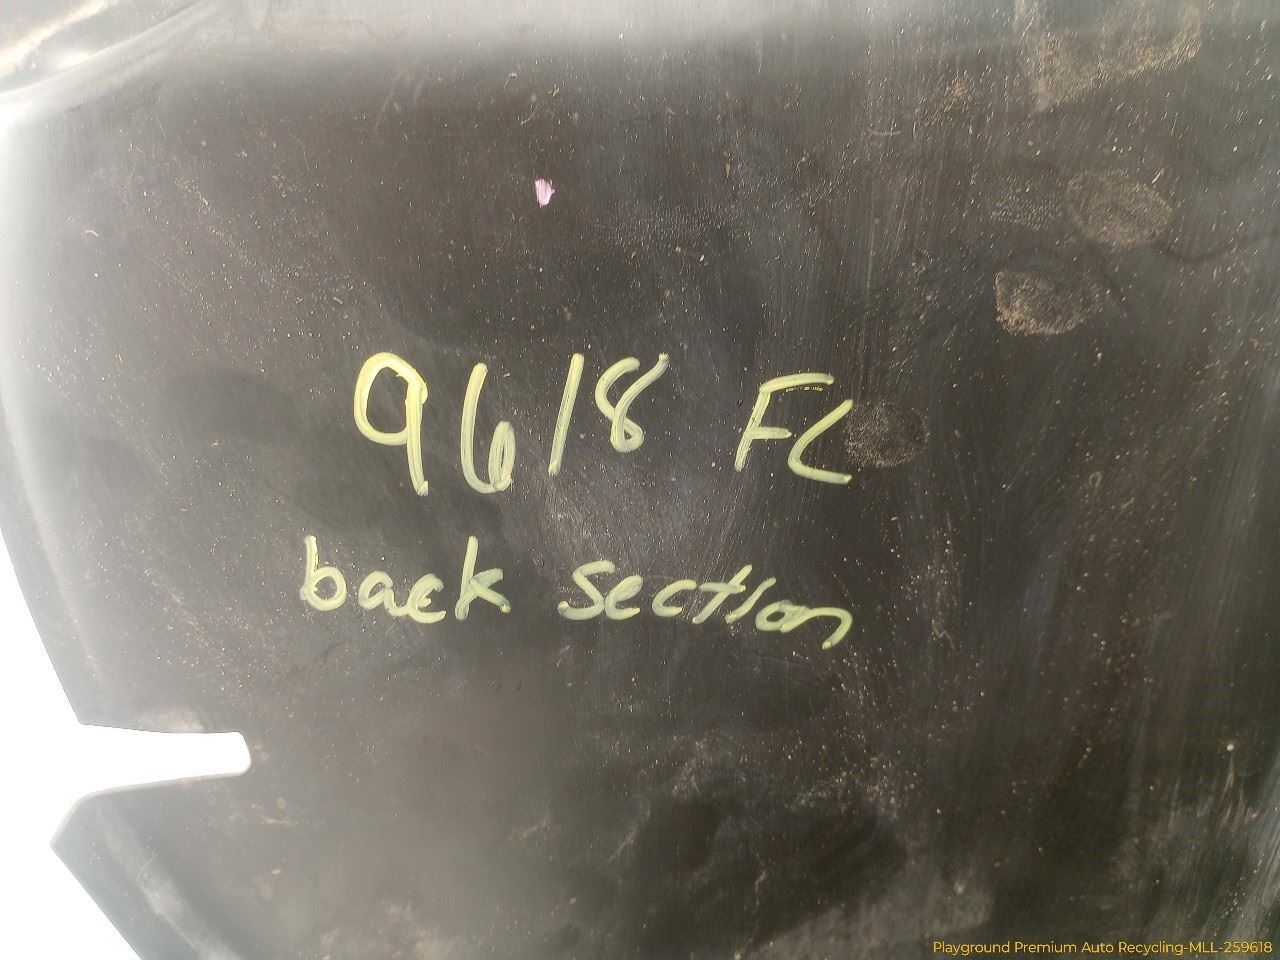 9618 FL
back section
Playground Premium Auto Recycling-MLL-259618